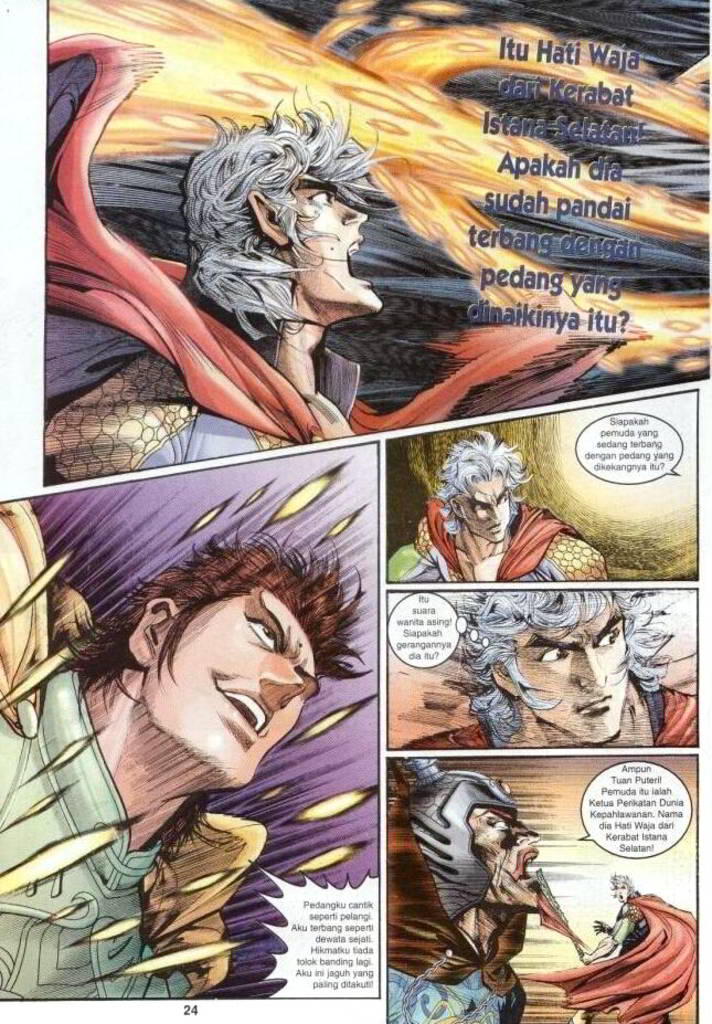 Itu Hati Waja
dari Kerabat
Istana Selatan!
Apakah dia
sudah pandai
terbang dengan
pedang yang
dinaikinya itu?
Siapakah
pemuda yang
sedang terbang
dengan pedang yang
dikekangnya itu?
Itu
suara
wanita asing!
Siapakah
gerangannya
dia itu?
Pedangku cantik
seperti pelangi.
Aku terbang seperti
dewata sejati.
Hikmatku tiada
tolok banding lagi.
Aku ini jaguh yang
paling ditakuti!
Ampun
Tuan Puteri!
Pemuda itu ialah
Ketua Perikatan Dunia
Kepahlawanan. Nama
dia Hati Waja dari
Kerabat Istana
Selatan!
24